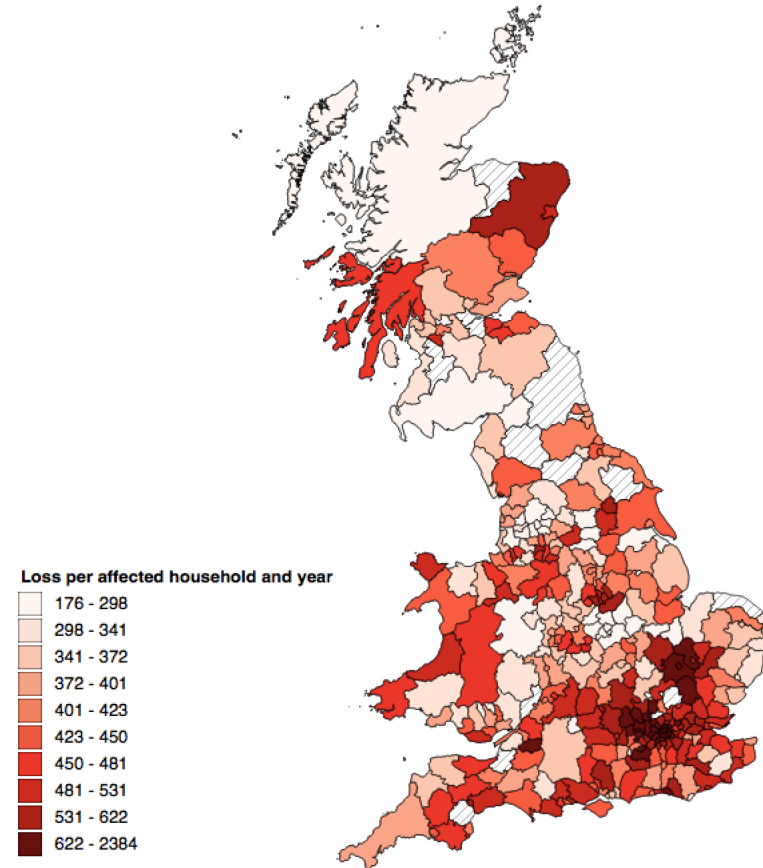 Loss per affected household and year
176 - 298
298 - 341
341 - 372
372 - 401
401 - 423
423 - 450
450 - 481
481 - 531
531 - 622
622 - 2384